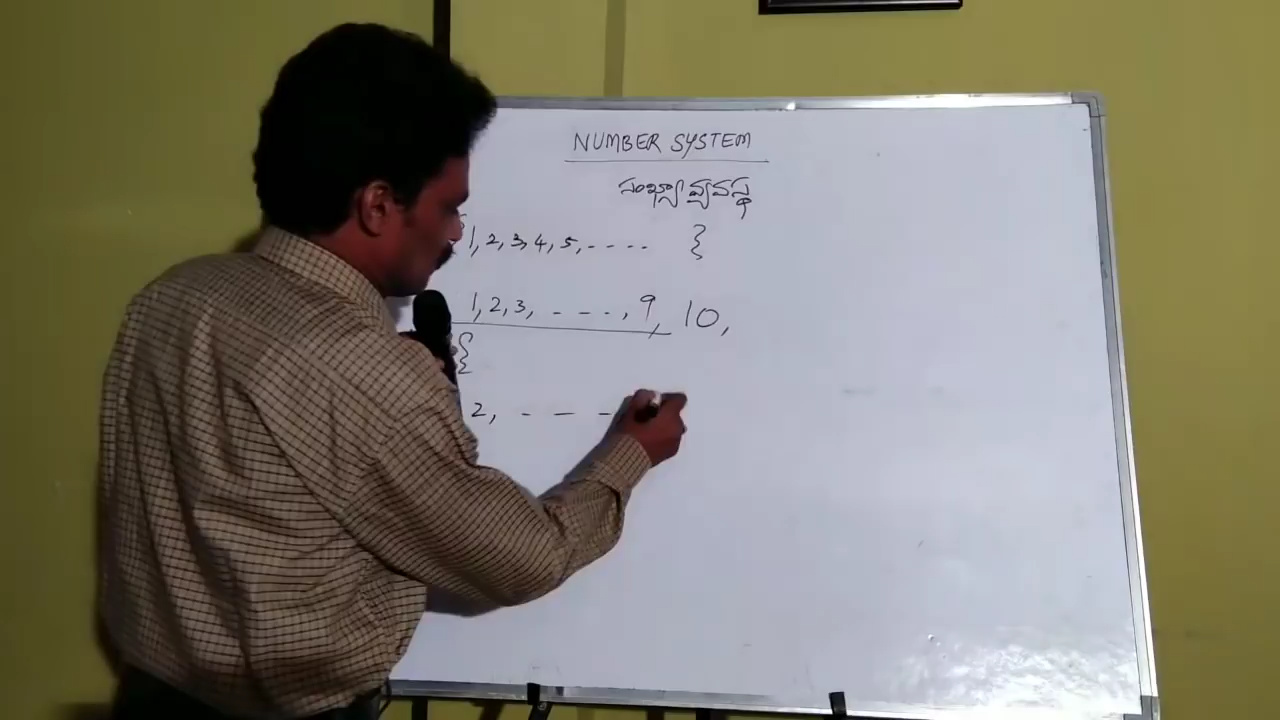 NUMBER SYSTEM
సంఖ్యా వ్యవస్థ
1, 2, 3, 4, 5, - - - - }
1, 2, 3, - - - -, 9, 10,
{
2, - - -